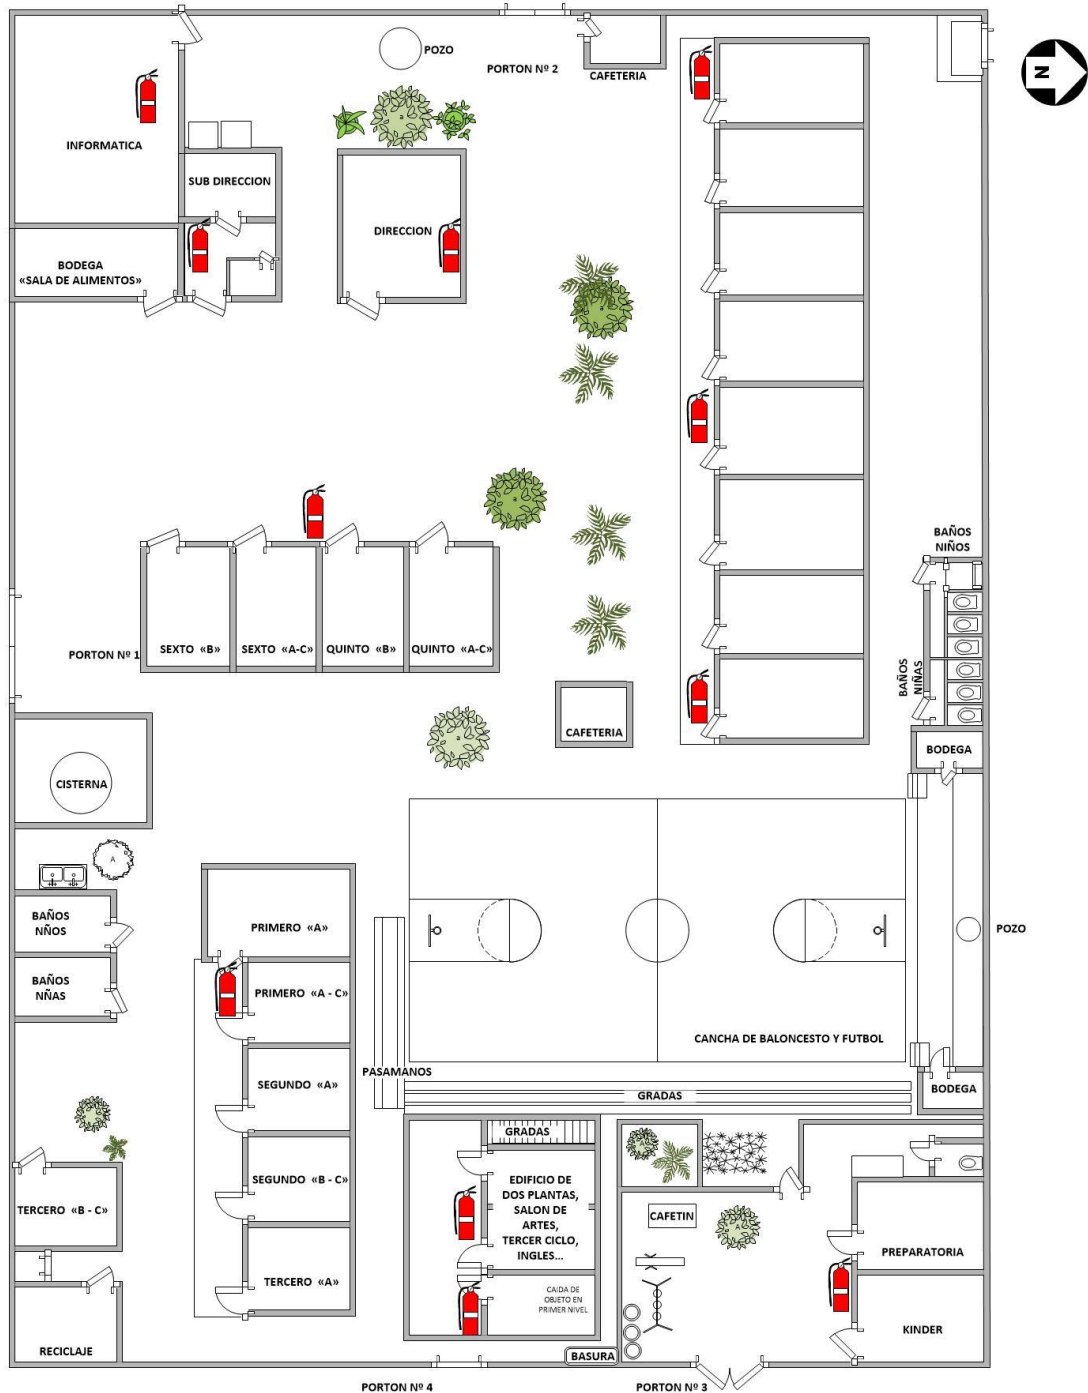 POZO
PORTON Nº 2
CAFETERIA
N
INFORMATICA
SUB DIRECCION
DIRECCION
BODEGA
«SALA DE ALIMENTOS»
BAÑOS
NIÑOS
PORTON Nº 1
SEXTO «B»
SEXTO «A-C»
QUINTO «B»
QUINTO «A-C»
BAÑOS
NIÑAS
CAFETERIA
BODEGA
CISTERNA
A
BAÑOS
NÑOS
PRIMERO «A»
POZO
BAÑOS
NÑAS
PRIMERO «A - C»
CANCHA DE BALONCESTO Y FUTBOL
PASAMANOS
SEGUNDO «A»
GRADAS
BODEGA
GRADAS
SEGUNDO «B - C»
EDIFICIO DE
DOS PLANTAS,
SALON DE
ARTES,
TERCER CICLO,
INGLES...
TERCERO «B - C»
CAFETIN
PREPARATORIA
TERCERO «A»
CAIDA DE
OBJETO EN
PRIMER NIVEL
KINDER
RECICLAJE
BASURA
PORTON Nº 4
PORTON Nº 3